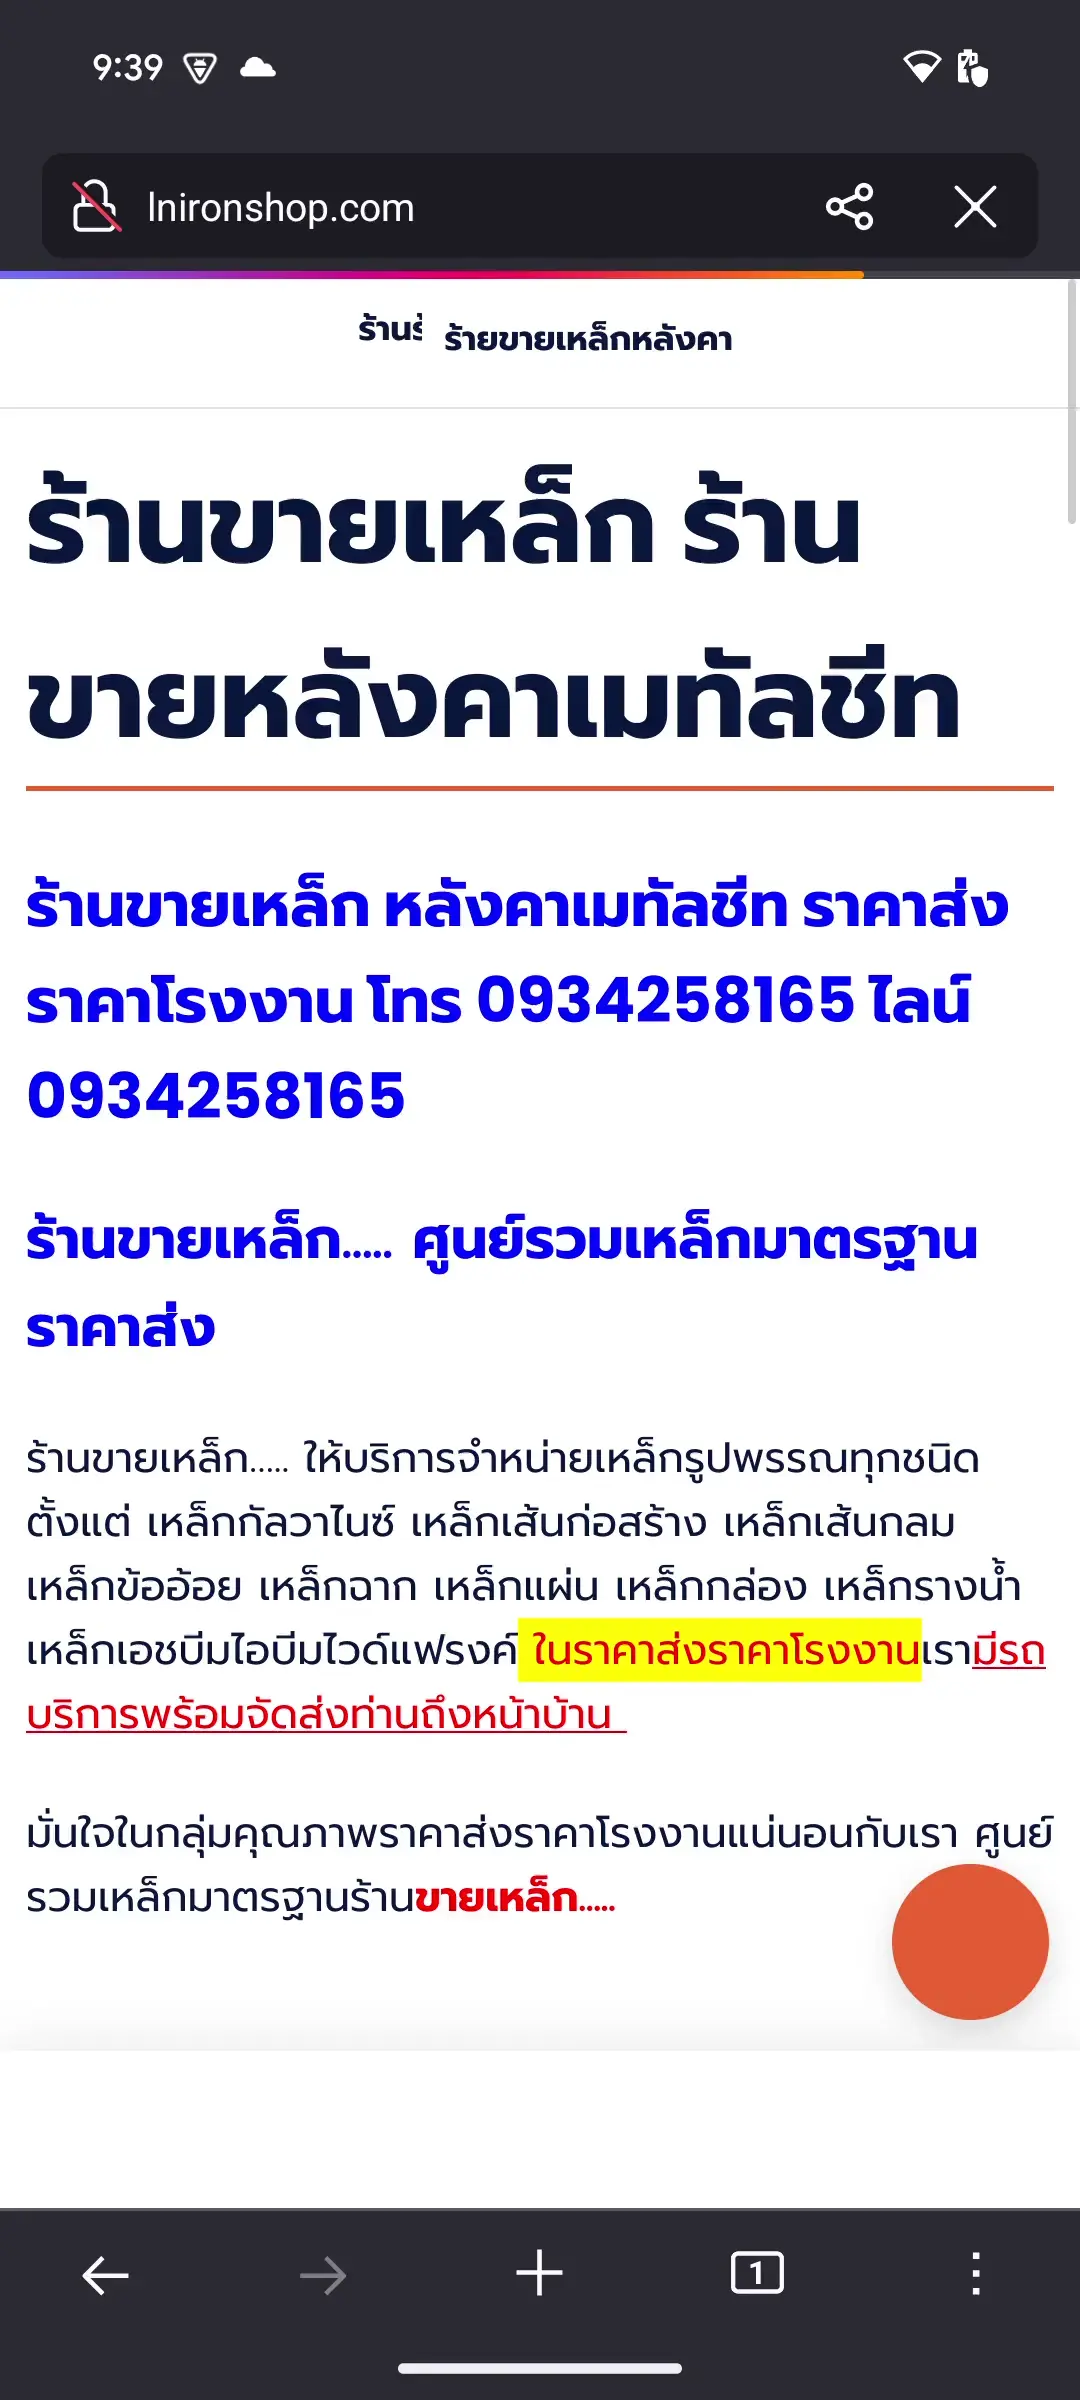 9:39
lnironshop.com
ร้าน
ร้ายขายเหล็กหลังคา
ร้านขายเหล็ก ร้าน
ขายหลังคาเมทัลชีท
ร้านขายเหล็ก หลังคาเมทัลชีท ราคาส่ง
ราคาโรงงาน โทร 0934258165 ไลน์
0934258165
ร้านขายเหล็ก..... ศูนย์รวมเหล็กมาตรฐาน
ราคาส่ง
ร้านขายเหล็ก..... ให้บริการจำหน่ายเหล็กรูปพรรณทุกชนิด
ตั้งแต่ เหล็กกัลวาไนซ์ เหล็กเส้นก่อสร้าง เหล็กเส้นกลม
เหล็กข้ออ้อย เหล็กฉาก เหล็กแผ่น เหล็กกล่อง เหล็กรางน้ำ
เหล็กเอชบีมไอบีมไวด์แฟรงค์ ในราคาส่งราคาโรงงานเรามีรถ
บริการพร้อมจัดส่งท่านถึงหน้าบ้าน
มั่นใจในกลุ่มคุณภาพราคาส่งราคาโรงงานแน่นอนกับเรา ศูนย์
รวมเหล็กมาตรฐานร้านขายเหล็ก.....
1